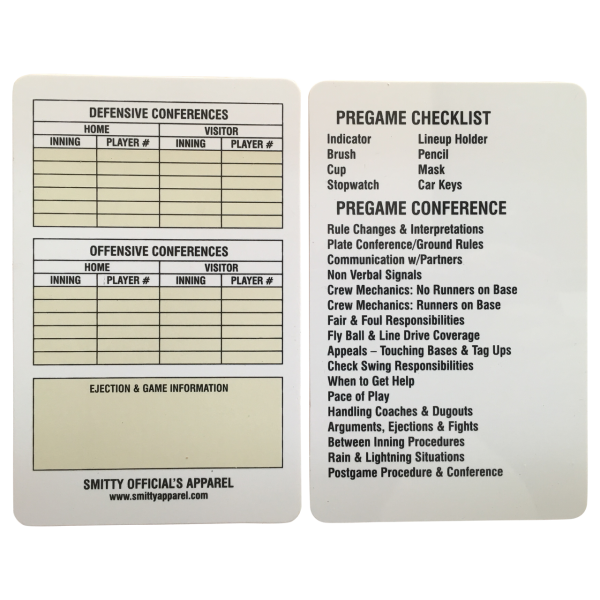 DEFENSIVE CONFERENCES
HOME VISITOR
INNING PLAYER # INNING PLAYER #
OFFENSIVE CONFERENCES
HOME VISITOR
INNING PLAYER # INNING PLAYER #
EJECTION & GAME INFORMATION
SMITTY OFFICIAL'S APPAREL
www.smittyapparel.com
PREGAME CHECKLIST
Indicator Lineup Holder
Brush Pencil
Cup Mask
Stopwatch Car Keys
PREGAME CONFERENCE
Rule Changes & Interpretations
Plate Conference/Ground Rules
Communication w/Partners
Non Verbal Signals
Crew Mechanics: No Runners on Base
Crew Mechanics: Runners on Base
Fair & Foul Responsibilities
Fly Ball & Line Drive Coverage
Appeals – Touching Bases & Tag Ups
Check Swing Responsibilities
When to Get Help
Pace of Play
Handling Coaches & Dugouts
Arguments, Ejections & Fights
Between Inning Procedures
Rain & Lightning Situations
Postgame Procedure & Conference